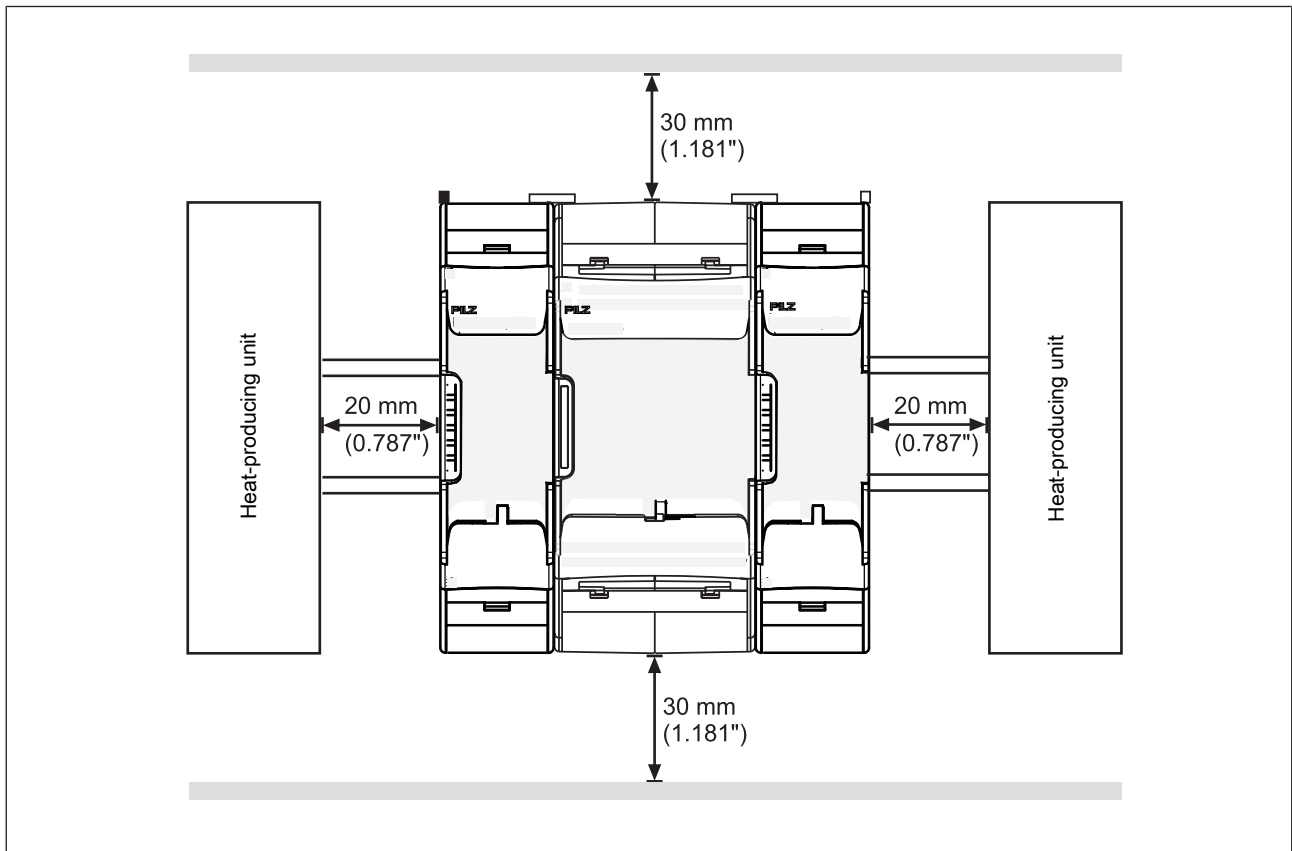 30 mm
(1.181")
PILZ
PILZ
PILZ
Heat-producing unit
20 mm
(0.787")
20 mm
(0.787")
Heat-producing unit
30 mm
(1.181")